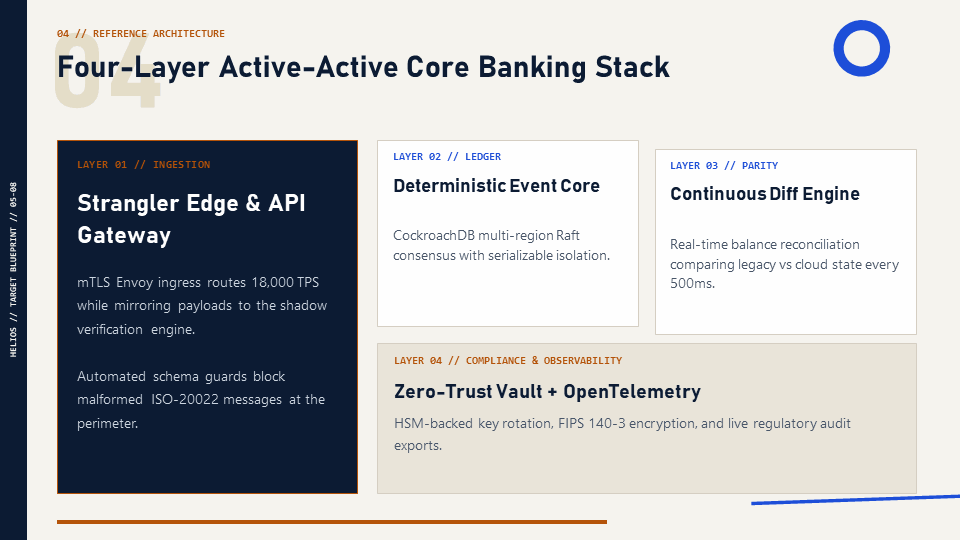 04 // REFERENCE ARCHITECTURE
04
Four-Layer Active-Active Core Banking Stack
HELIOS // TARGET BLUEPRINT // 05-08
LAYER 01 // INGESTION
Strangler Edge & API
Gateway
mTLS Envoy ingress routes 18,000 TPS
while mirroring payloads to the shadow
verification engine.
Automated schema guards block
malformed ISO-20022 messages at the
perimeter.
LAYER 02 // LEDGER
Deterministic Event Core
CockroachDB multi-region Raft
consensus with serializable isolation.
LAYER 03 // PARITY
Continuous Diff Engine
Real-time balance reconciliation
comparing legacy vs cloud state every
500ms.
LAYER 04 // COMPLIANCE & OBSERVABILITY
Zero-Trust Vault + OpenTelemetry
HSM-backed key rotation, FIPS 140-3 encryption, and live regulatory audit
exports.